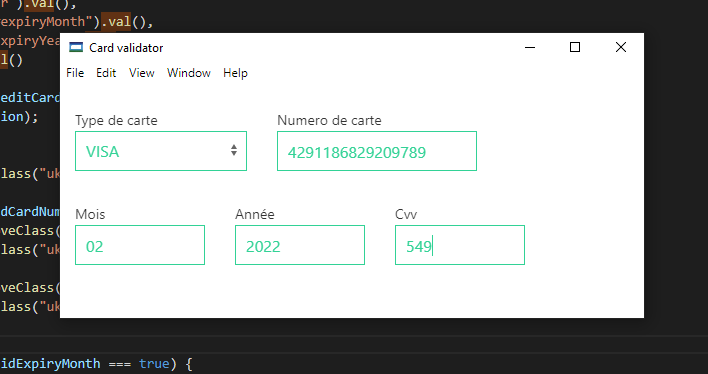 r").val(),
expiryMonth").val(),
xpiryYea
l()
Card validator
File Edit View Window Help
editCard
ion);
Type de carte Numero de carte
VISA 4291186829209789
lass("uk
dCardNum
Mois Année Cvv
veClass(
02 2022 549
lass("uk
veClass(
lass("uk
idExpiryMonth === true) {